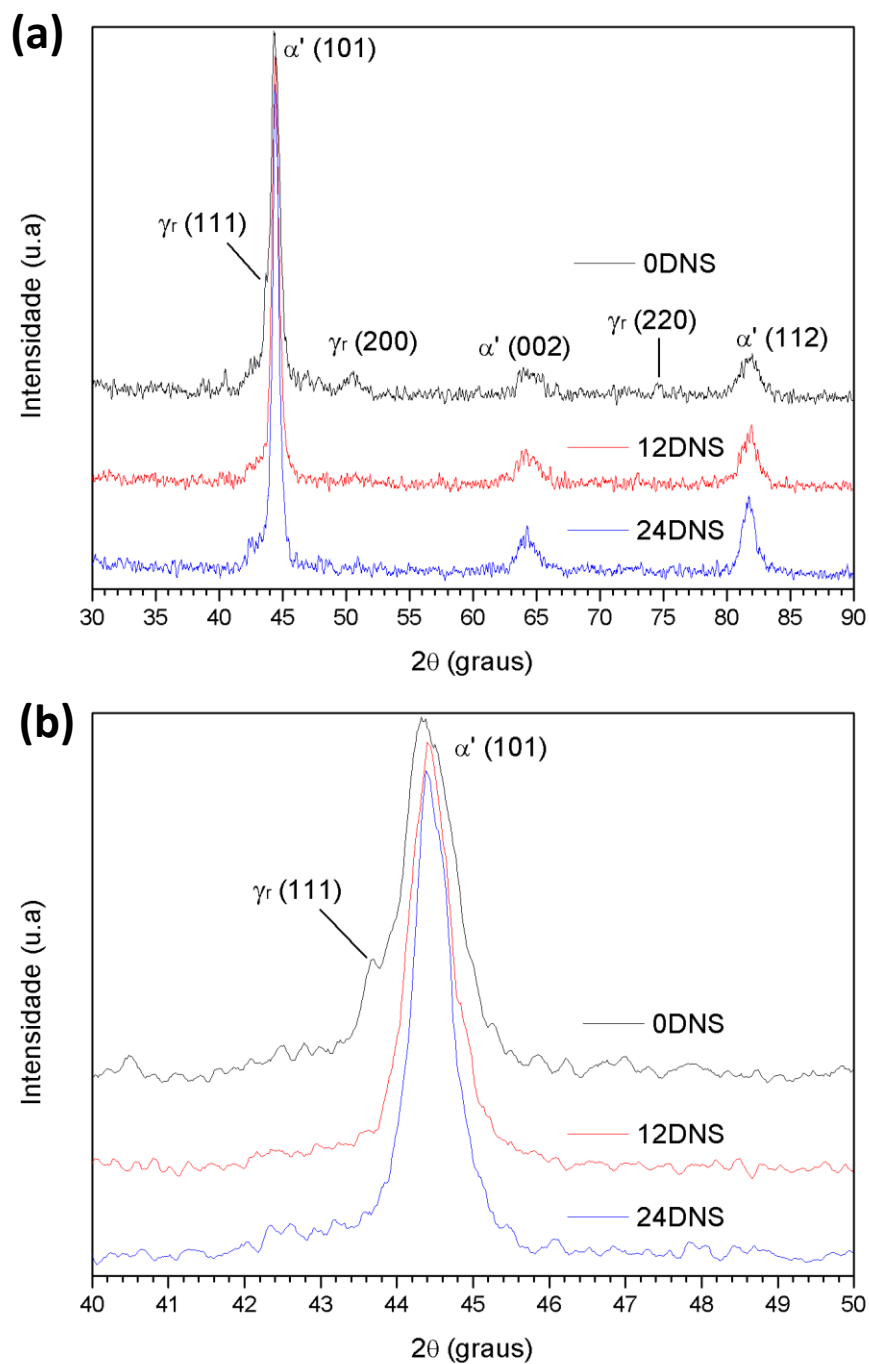 (a)
α' (101)
γr (111)
0DNS
γr (200)
α' (002)
γr (220)
α' (112)
12DNS
24DNS
Intensidade (u.a)
30 35 40 45 50 55 60 65 70 75 80 85 90
2θ (graus)
(b)
α' (101)
γr (111)
0DNS
12DNS
24DNS
Intensidade (u.a)
40 41 42 43 44 45 46 47 48 49 50
2θ (graus)